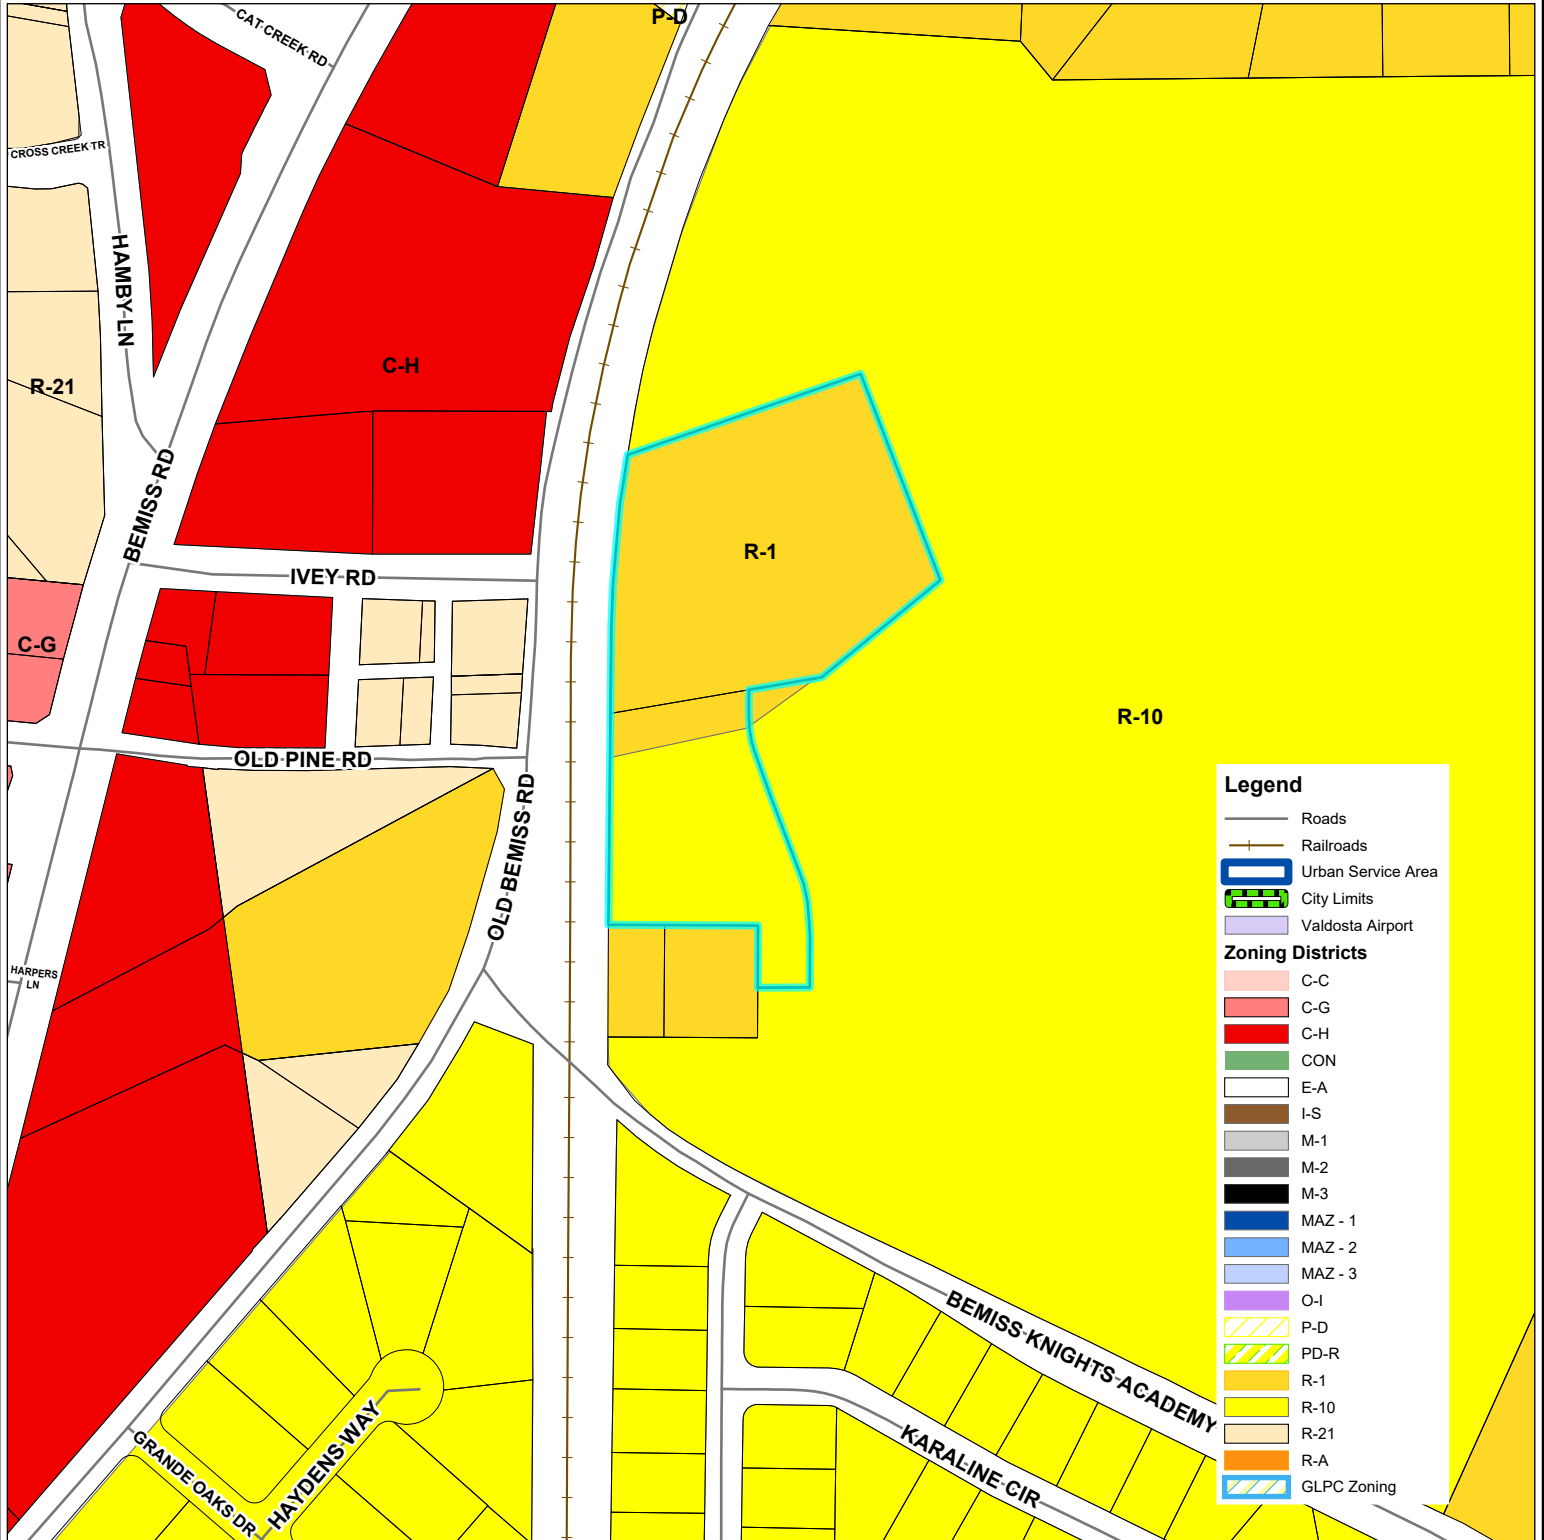 P-D
CAT CREEK RD
CROSS CREEK TR
HAMBY LN
C-H
R-21
BEMISS RD
R-1
IVEY RD
C-G
R-10
OLD PINE RD
OLD BEMISS RD
HARPERS
LN
BEMISS KNIGHTS ACADEMY
KARALINE CIR
HAYDENS WAY
GRANDE OAKS DR
Legend
Roads
Railroads
Urban Service Area
City Limits
Valdosta Airport
Zoning Districts
C-C
C-G
C-H
CON
E-A
I-S
M-1
M-2
M-3
MAZ - 1
MAZ - 2
MAZ - 3
O-I
P-D
PD-R
R-1
R-10
R-21
R-A
GLPC Zoning